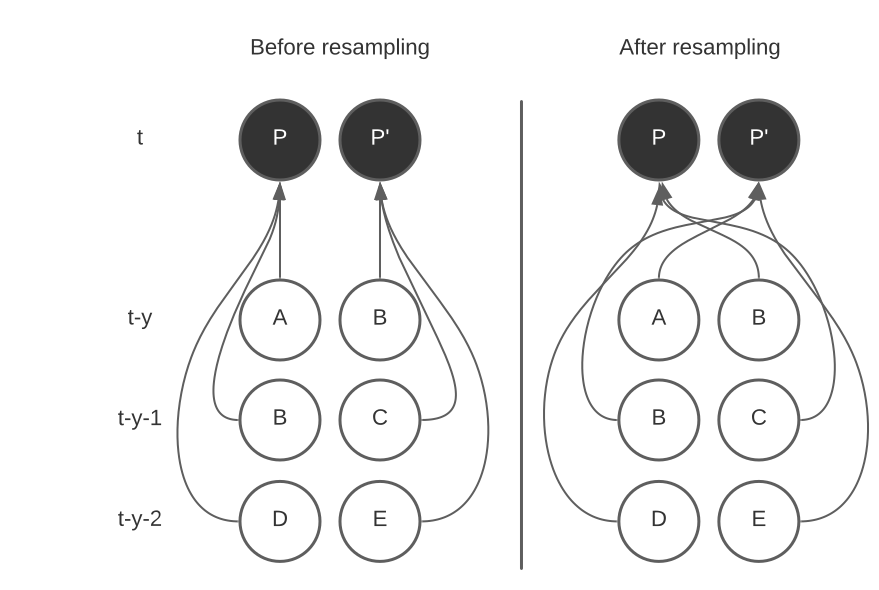 Before resampling After resampling
t P P' P P'
t-y A B A B
t-y-1 B C B C
t-y-2 D E D E